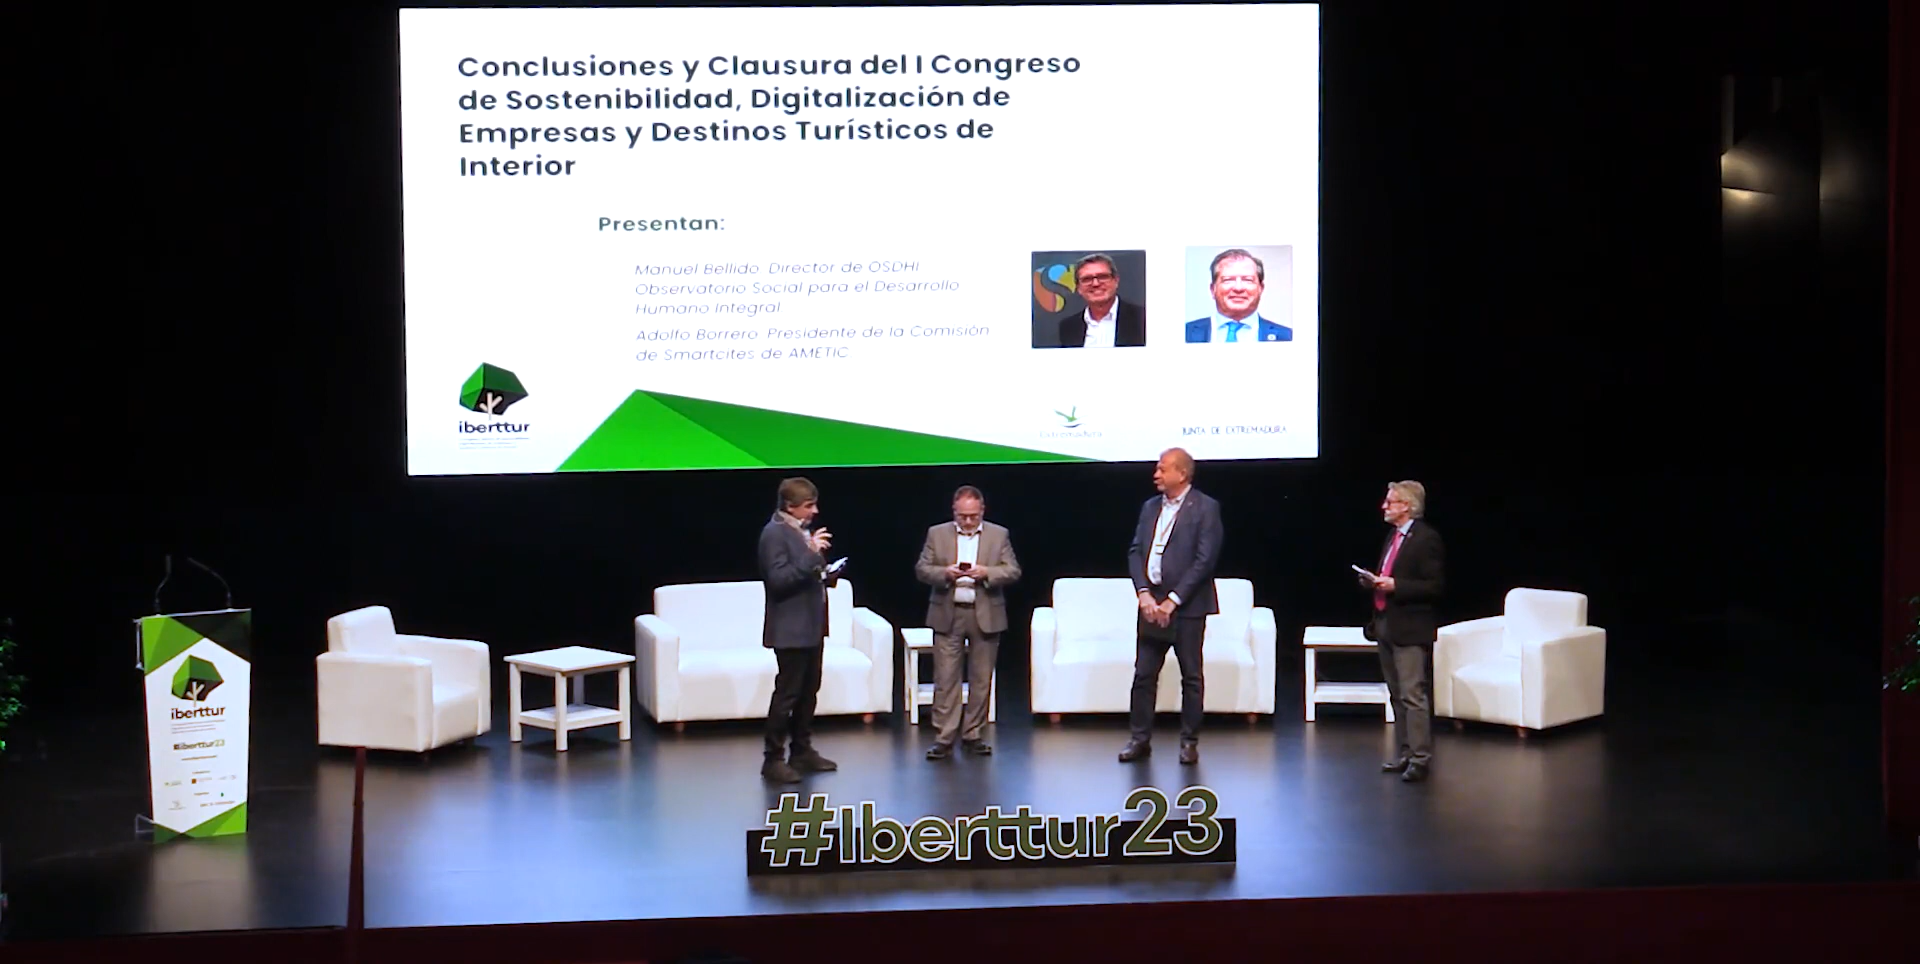 Conclusiones y Clausura del I Congreso
de Sostenibilidad, Digitalización de
Empresas y Destinos Turísticos de
Interior
Presentan:
Manuel Bellido. Director de OSDHI
Observatorio Social para el Desarrollo
Humano Integral.
Adolfo Borrero. Presidente de la Comisión
de Smartcites de AMETIC
iberttur
Extremadura
JUNTA DE EXTREMADURA
iberttur
#iberttur23
#Iberttur23